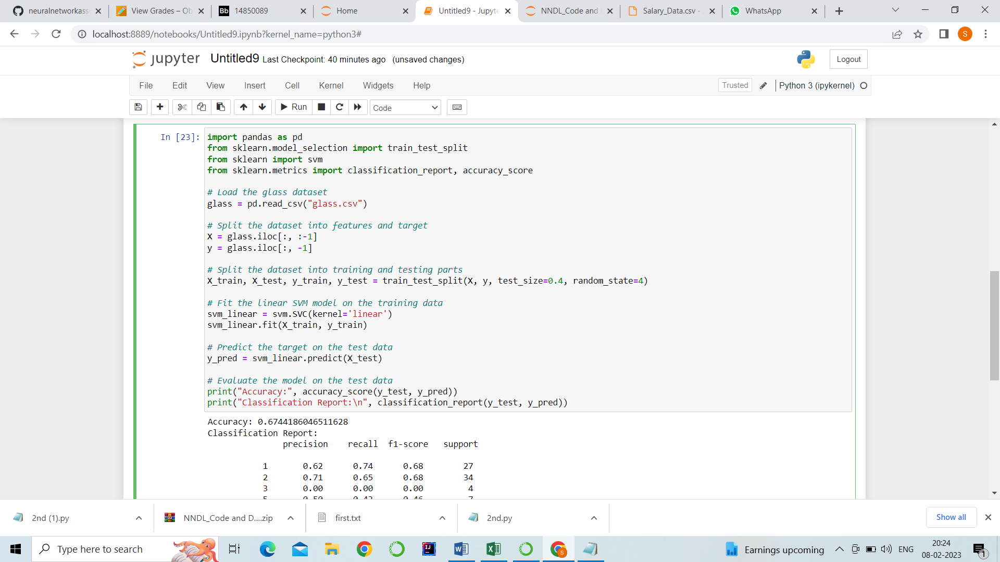 neuralnetworkass
View Grades – Ob
Bb 14850089
Home
Untitled9 - Jupyte
NNDL_Code and
Salary_Data.csv -
WhatsApp
localhost:8889/notebooks/Untitled9.ipynb?kernel_name=python3#
S
jupyter Untitled9 Last Checkpoint: 40 minutes ago (unsaved changes)
Logout
File Edit View Insert Cell Kernel Widgets Help
Trusted
Python 3 (ipykernel)
Run
Code
In [23]:
import pandas as pd
from sklearn.model_selection import train_test_split
from sklearn import svm
from sklearn.metrics import classification_report, accuracy_score
# Load the glass dataset
glass = pd.read_csv("glass.csv")
# Split the dataset into features and target
X = glass.iloc[:, :-1]
y = glass.iloc[:, -1]
# Split the dataset into training and testing parts
X_train, X_test, y_train, y_test = train_test_split(X, y, test_size=0.4, random_state=4)
# Fit the linear SVM model on the training data
svm_linear = svm.SVC(kernel='linear')
svm_linear.fit(X_train, y_train)
# Predict the target on the test data
y_pred = svm_linear.predict(X_test)
# Evaluate the model on the test data
print("Accuracy:", accuracy_score(y_test, y_pred))
print("Classification Report:\n", classification_report(y_test, y_pred))
Accuracy: 0.6744186046511628
Classification Report:
precision recall f1-score support
1 0.62 0.74 0.68 27
2 0.71 0.65 0.68 34
3 0.00 0.00 0.00 4
2nd (1).py
NNDL_Code and D....zip
first.txt
2nd.py
Show all
Type here to search
Earnings upcoming
ENG
20:24
08-02-2023
1